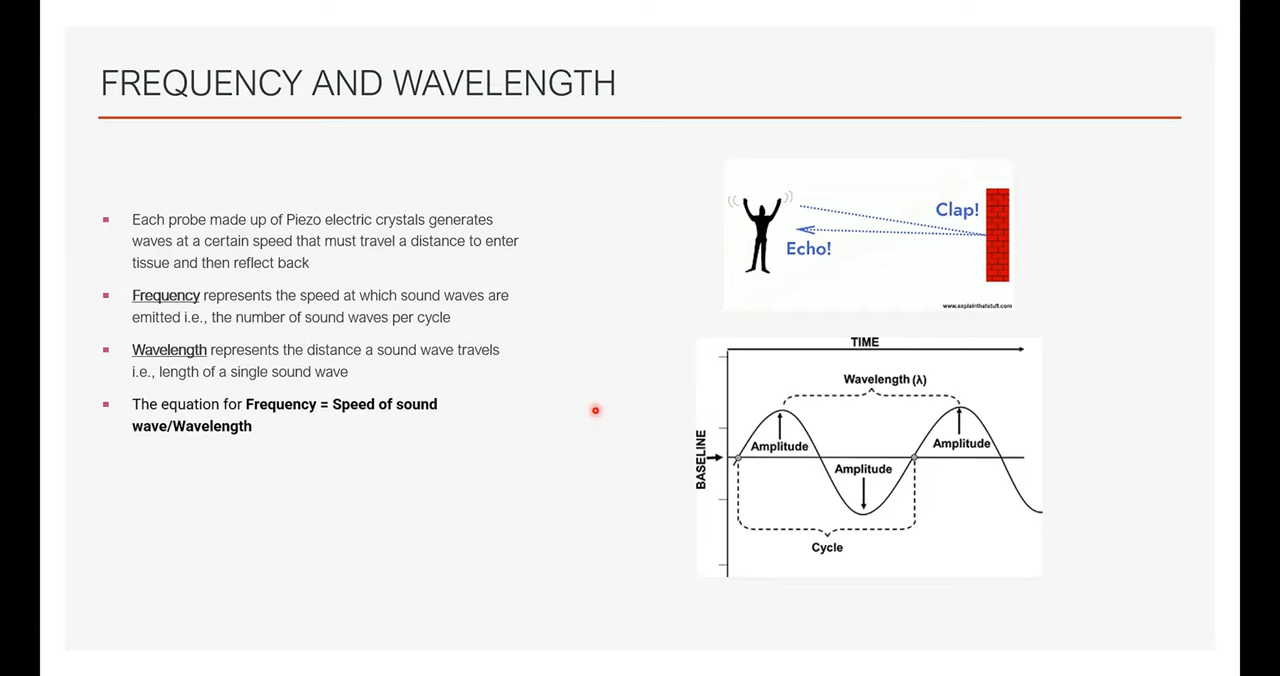 FREQUENCY AND WAVELENGTH
Each probe made up of Piezo electric crystals generates
waves at a certain speed that must travel a distance to enter
tissue and then reflect back
Frequency represents the speed at which sound waves are
emitted i.e., the number of sound waves per cycle
Wavelength represents the distance a sound wave travels
i.e., length of a single sound wave
The equation for Frequency = Speed of sound
wave/Wavelength
Clap!
Echo!
www.explainthatstuff.com
TIME
Wavelength (λ)
BASELINE
Amplitude
Amplitude
Amplitude
Cycle